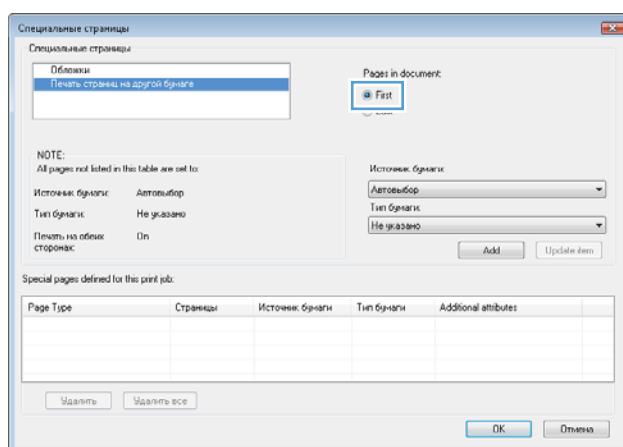 Специальные страницы
Специальные страницы
Обложки
Печать страниц на другой бумаге
Pages in document:
First
NOTE:
All pages not listed in this table are set to:
Источник бумаги: Автовыбор
Тип бумаги: Не указано
Печать на обеих сторонах: On
Источник бумаги:
Автовыбор
Тип бумаги:
Не указано
Add Update item
Special pages defined for this print job:
Page Type Страницы Источник бумаги Тип бумаги Additional attributes
Удалить Удалить все
OK Отмена